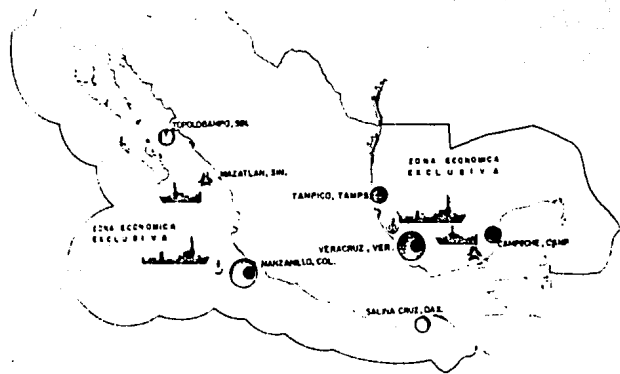 TOPOLOBAMPO, SIN.
MAZATLAN, SIN.
ZONA ECONOMICA
EXCLUSIVA
TAMPICO, TAMPS.
ZONA ECONOMICA
EXCLUSIVA
VERACRUZ, VER.
CAMPECHE, CAMP.
MANZANILLO, COL.
SALINA CRUZ, OAX.